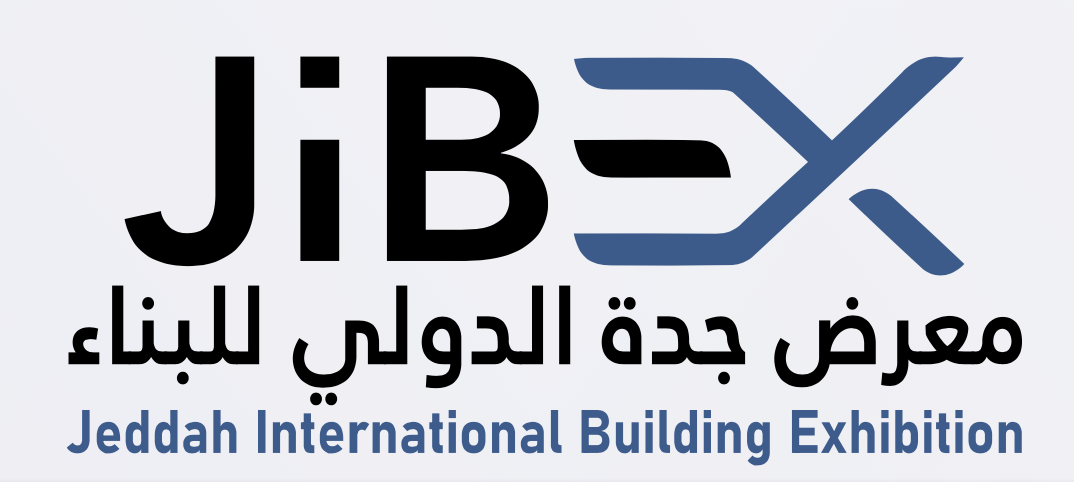 JiBEX
معرض جدة الدولي للبناء
Jeddah International Building Exhibition